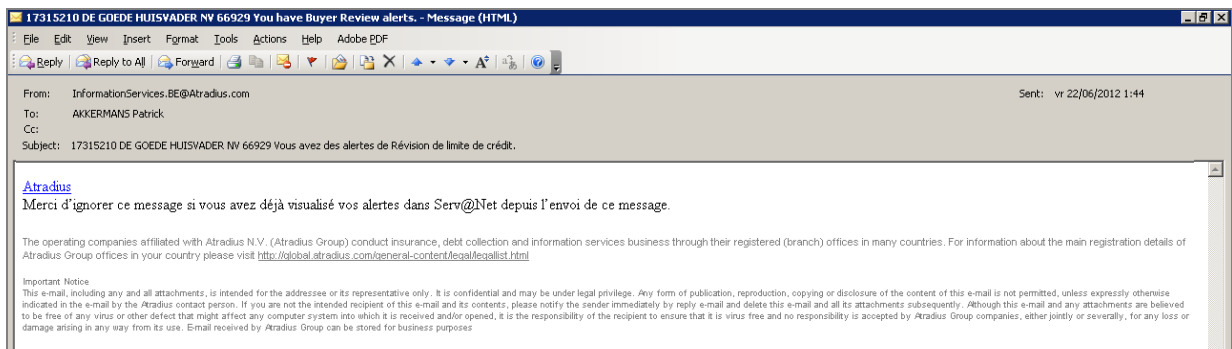 17315210 DE GOEDE HUISVADER NV 66929 You have Buyer Review alerts. - Message (HTML)
File Edit View Insert Format Tools Actions Help Adobe PDF
Reply Reply to All Forward
From: InformationServices.BE@Atradius.com Sent: vr 22/06/2012 1:44
To: AKKERMANS Patrick
Cc:
Subject: 17315210 DE GOEDE HUISVADER NV 66929 Vous avez des alertes de Révision de limite de crédit.
Atradius
Merci d'ignorer ce message si vous avez déjà visualisé vos alertes dans Serv@Net depuis l'envoi de ce message.
The operating companies affiliated with Atradius N.V. (Atradius Group) conduct insurance, debt collection and information services business through their registered (branch) offices in many countries. For information about the main registration details of
Atradius Group offices in your country please visit http://global.atradius.com/general-content/legal/legallist.html
Important Notice
This e-mail, including any and all attachments, is intended for the addressee or its representative only. It is confidential and may be under legal privilege. Any form of publication, reproduction, copying or disclosure of the content of this e-mail is not permitted, unless expressly otherwise
indicated in the e-mail by the Atradius contact person. If you are not the intended recipient of this e-mail and its contents, please notify the sender immediately by reply e-mail and delete this e-mail and all its attachments subsequently. Although this e-mail and any attachments are believed
to be free of any virus or other defect that might affect any computer system into which it is received and/or opened, it is the responsibility of the recipient to ensure that it is virus free and no responsibility is accepted by Atradius Group companies, either jointly or severally, for any loss or
damage arising in any way from its use. E-mail received by Atradius Group can be stored for business purposes